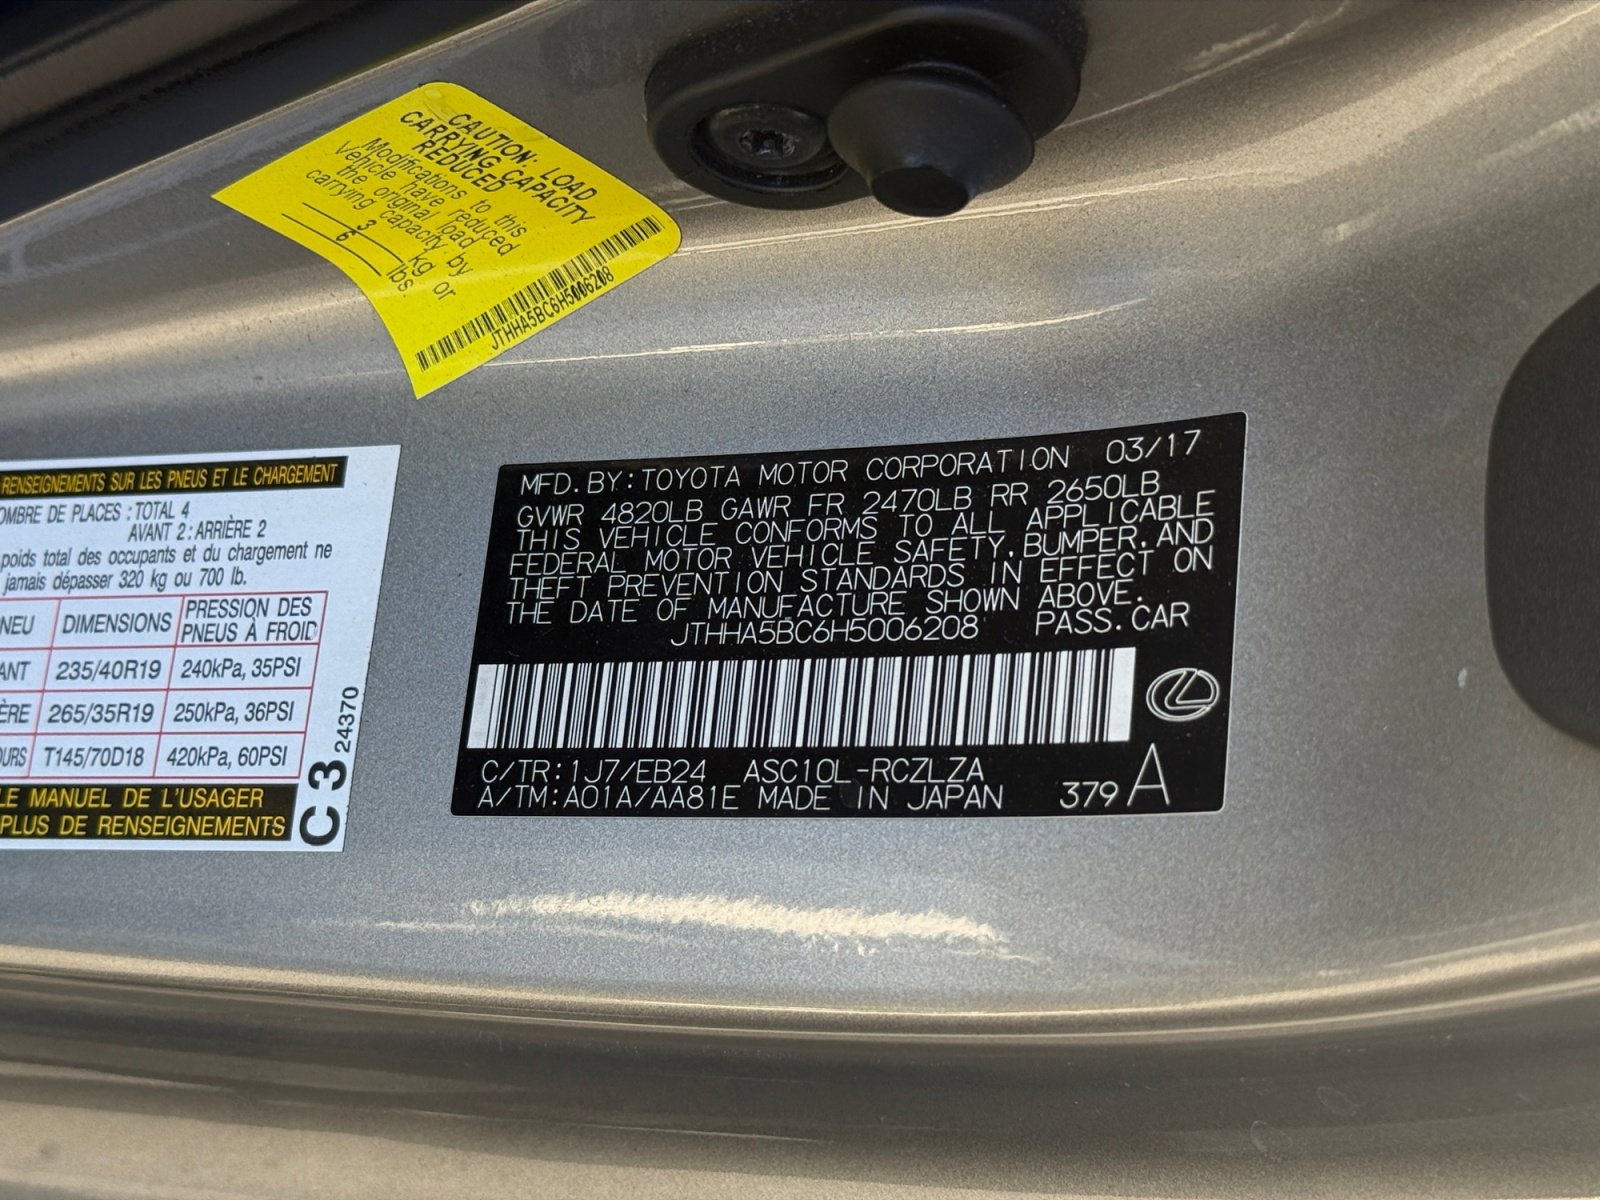 CAUTION: LOAD
CARRYING CAPACITY
REDUCED
Modifications to this
vehicle have reduced
the original load
carrying capacity by
3 kg or
6 lbs.
JTHHA5BC6H5006208
RENSEIGNEMENTS SUR LES PNEUS ET LE CHARGEMENT
OMBRE DE PLACES : TOTAL 4
AVANT 2 : ARRIÈRE 2
poids total des occupants et du chargement ne
jamais dépasser 320 kg ou 700 lb.
NEU DIMENSIONS PRESSION DES
PNEUS À FROID
ANT 235/40R19 240kPa, 35PSI
ÈRE 265/35R19 250kPa, 36PSI
OURS T145/70D18 420kPa, 60PSI
LE MANUEL DE L'USAGER
PLUS DE RENSEIGNEMENTS
C3
24370
MFD. BY: TOYOTA MOTOR CORPORATION 03/17
GVWR 4820LB GAWR FR 2470LB RR 2650LB
THIS VEHICLE CONFORMS TO ALL APPLICABLE
FEDERAL MOTOR VEHICLE SAFETY, BUMPER, AND
THEFT PREVENTION STANDARDS IN EFFECT ON
THE DATE OF MANUFACTURE SHOWN ABOVE.
JTHHA5BC6H5006208 PASS. CAR
C/TR: 1J7/EB24 ASC10L-RCZLZA
A/TM: A01A/AA81E MADE IN JAPAN 379 A